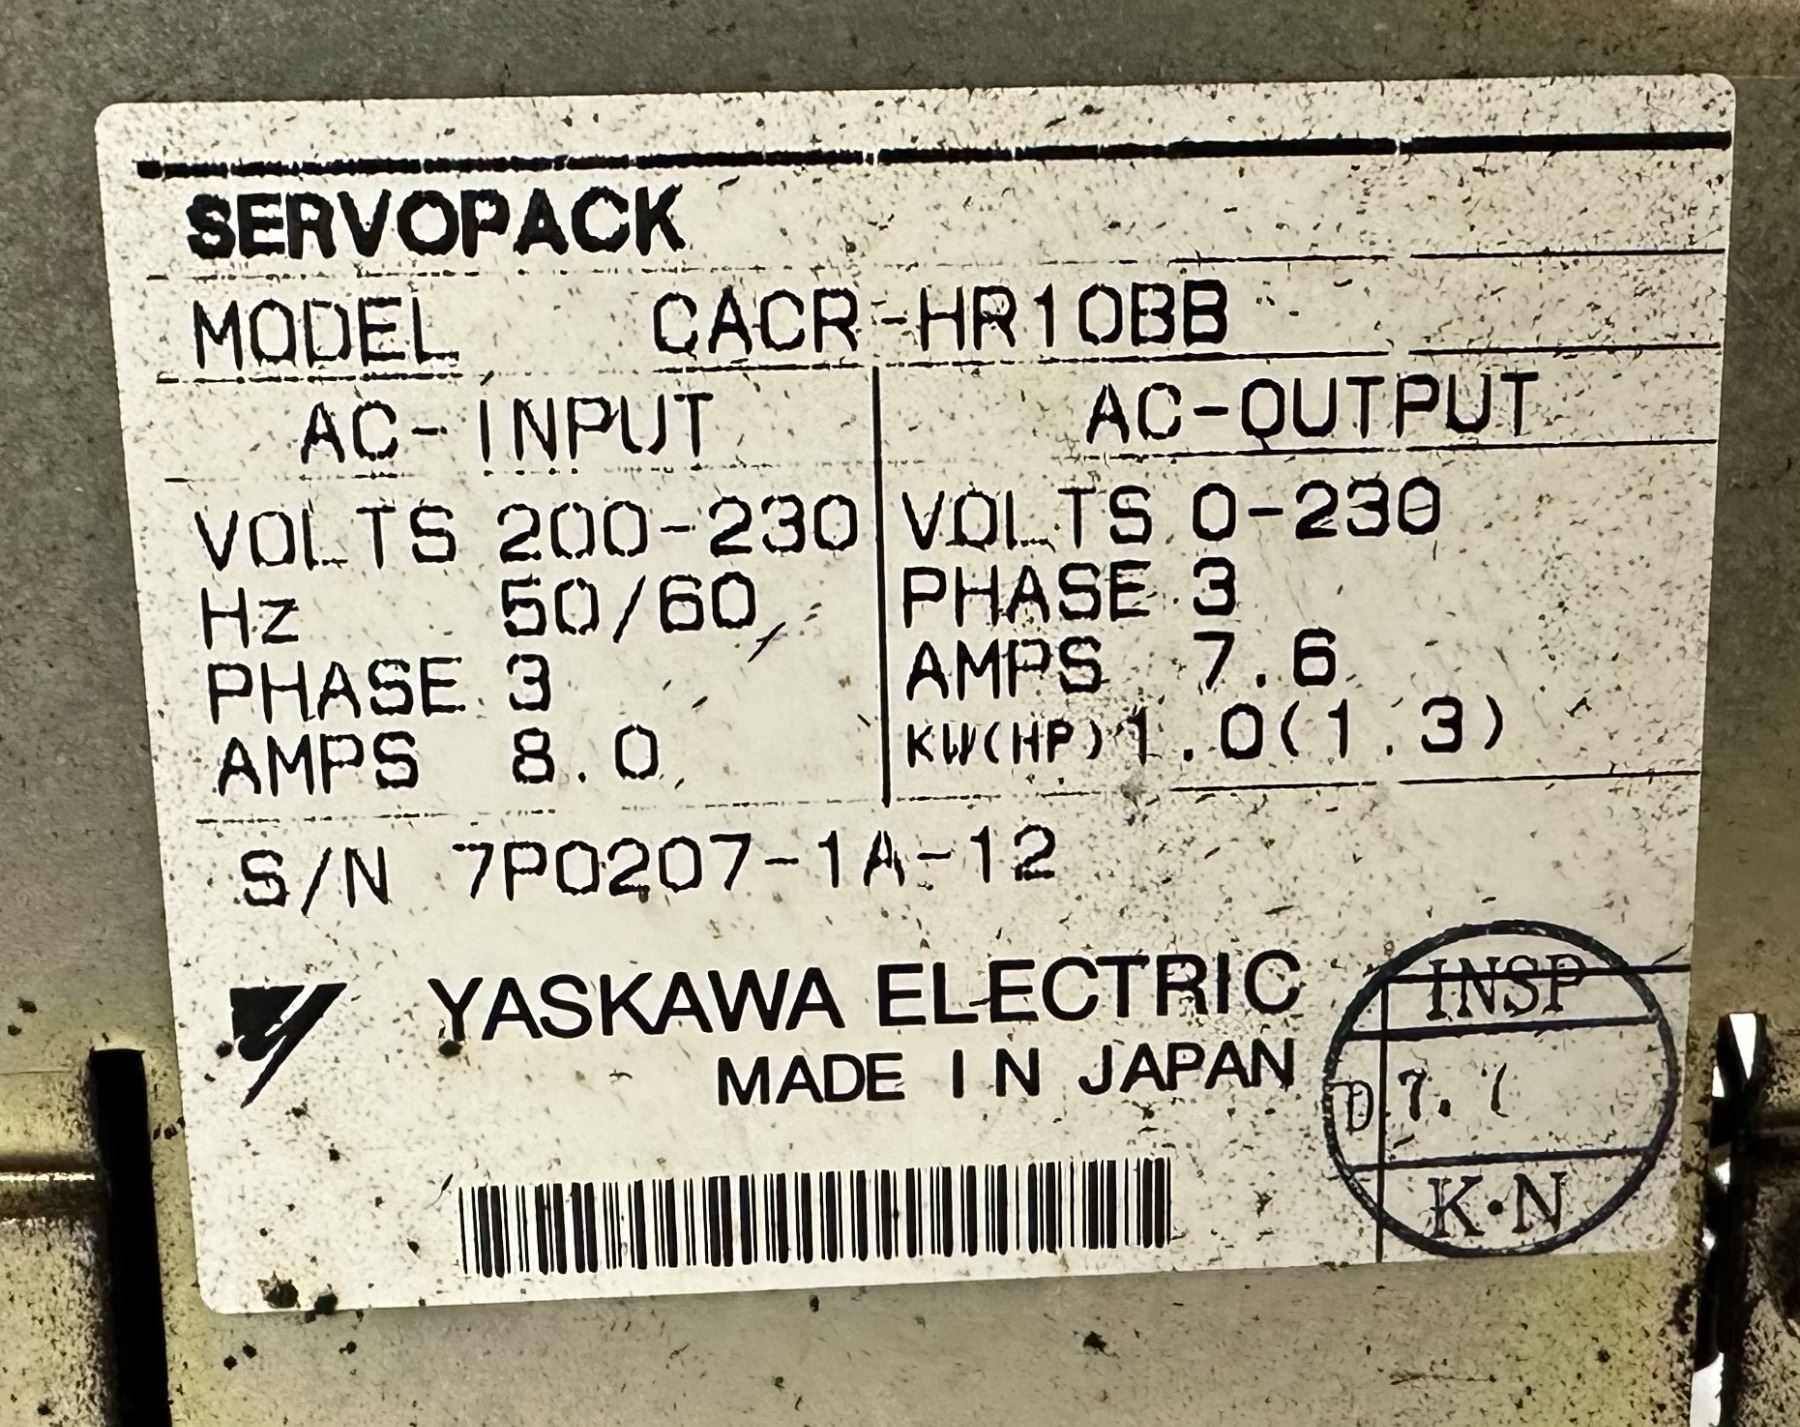 SERVOPACK
MODEL CACR-HR10BB
AC-INPUT
VOLTS 200-230
Hz 50/60
PHASE 3
AMPS 8.0
AC-OUTPUT
VOLTS 0-230
PHASE 3
AMPS 7.6
KW(HP) 1.0(1.3)
S/N 7P0207-1A-12
YASKAWA ELECTRIC
MADE IN JAPAN
INSP
D 7.7
K·N